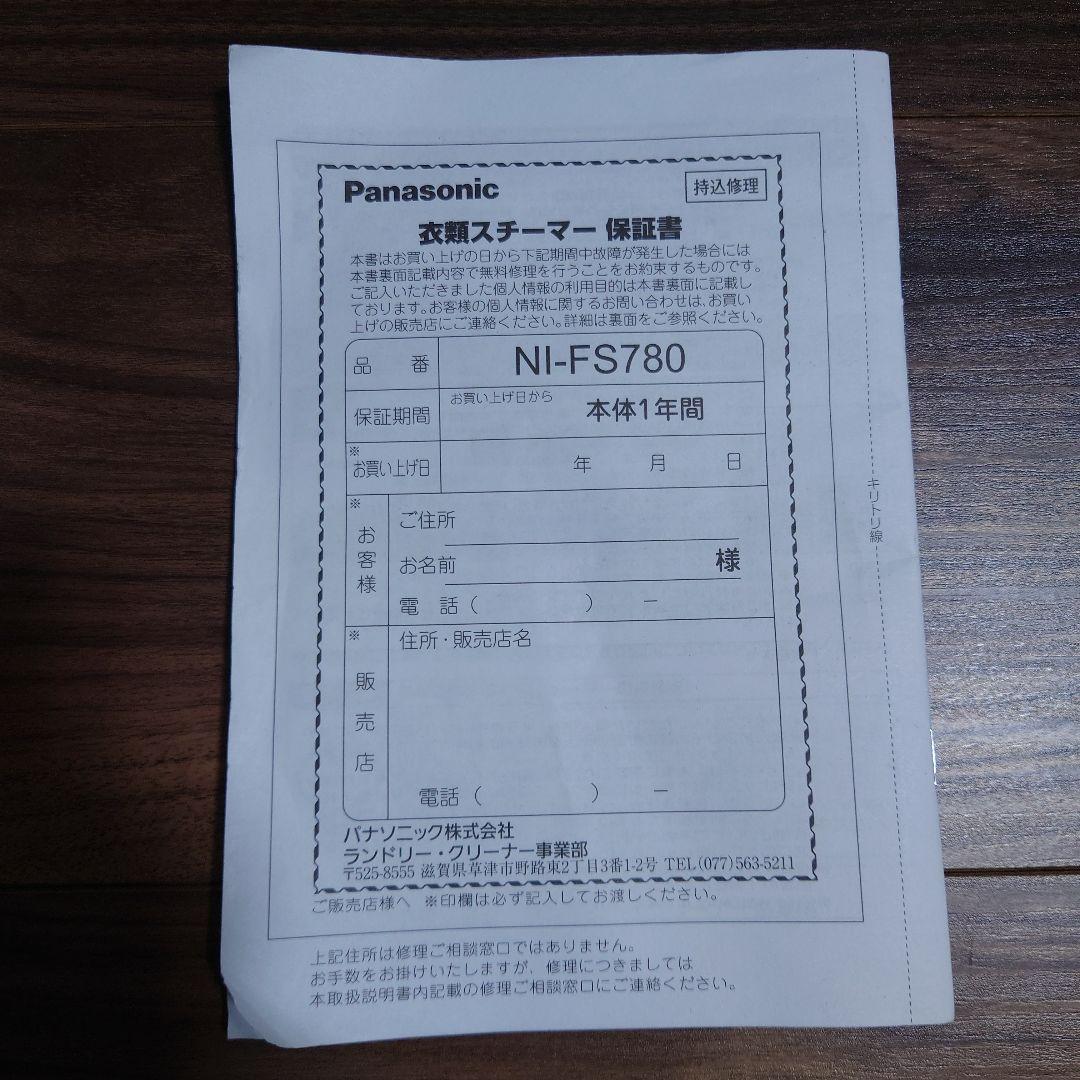 Panasonic
持込修理
衣類スチーマー 保証書
本書はお買い上げの日から下記期間中故障が発生した場合には
本書裏面記載内容で無料修理を行うことをお約束するものです。
ご記入いただきました個人情報の利用目的は本書裏面に記載し
ております。お客様の個人情報に関するお問い合わせは、お買い
上げの販売店にご連絡ください。詳細は裏面をご参照ください。
品番 NI-FS780
保証期間 お買い上げ日から 本体1年間
※お買い上げ日 年 月 日
※お客様
ご住所
お名前 様
電話( ) ー
※販売店
住所・販売店名
電話( ) ー
パナソニック株式会社
ランドリー・クリーナー事業部
〒525-8555 滋賀県草津市野路東2丁目3番1-2号 TEL(077)563-5211
ご販売店様へ ※印欄は必ず記入してお渡しください。
上記住所は修理ご相談窓口ではありません。
お手数をお掛けいたしますが、修理につきましては
本取扱説明書内記載の修理ご相談窓口にご連絡ください。
キリトリ線